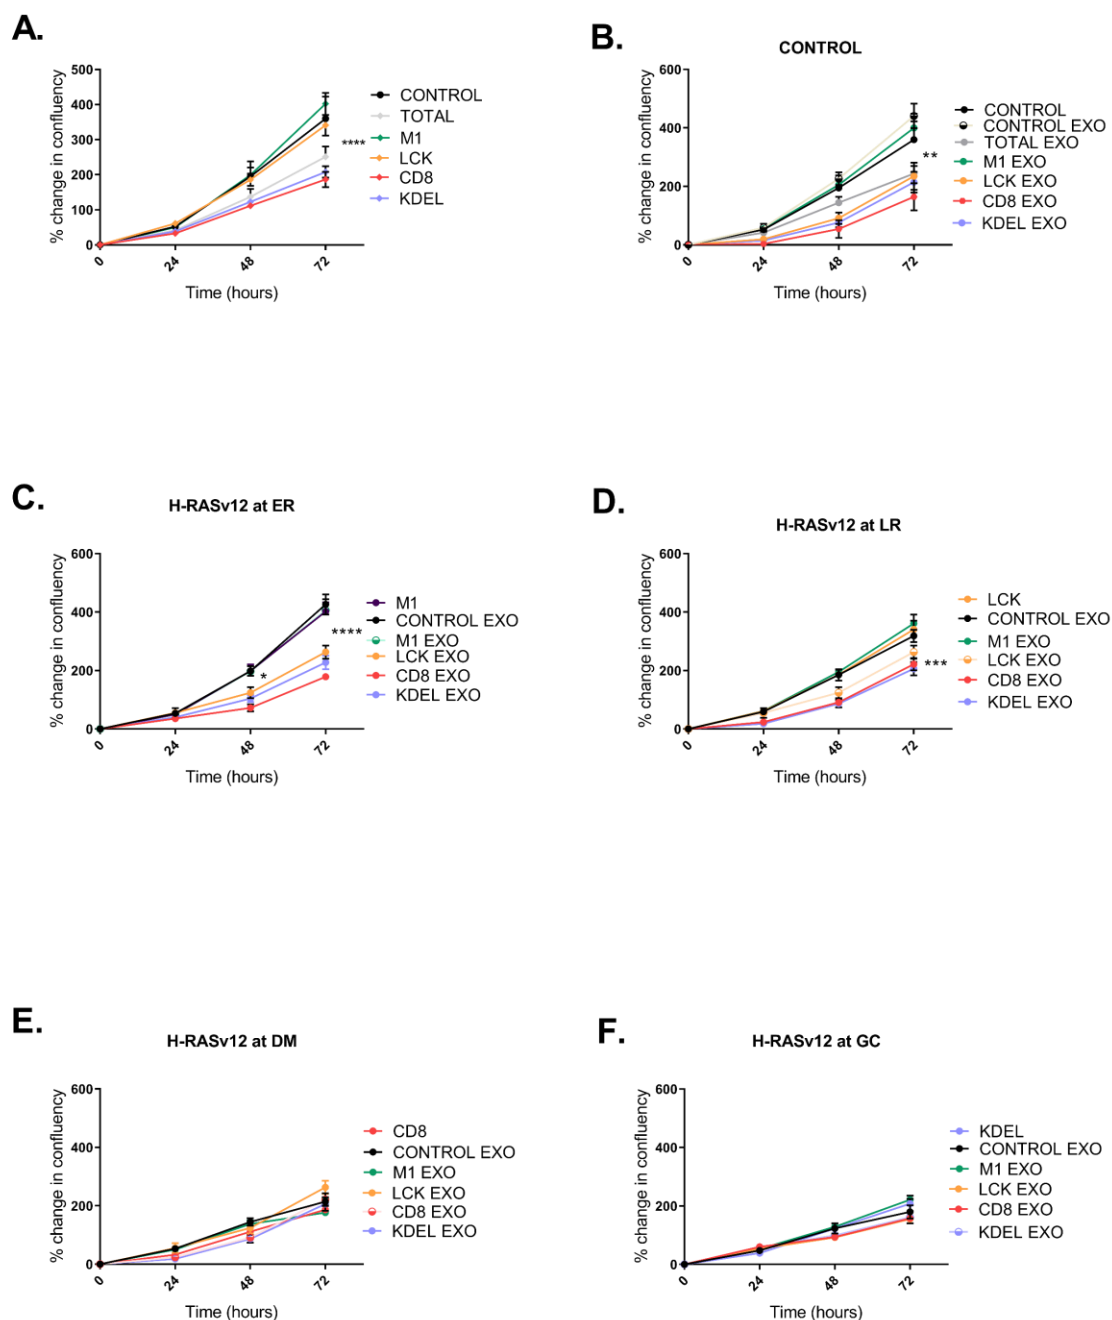 A.
% change in confluency
500
400
300
200
100
0
0
24
48
72
Time (hours)
****
CONTROL
TOTAL
M1
LCK
CD8
KDEL
B.
CONTROL
% change in confluency
600
400
200
0
0
24
48
72
Time (hours)
**
CONTROL
CONTROL EXO
TOTAL EXO
M1 EXO
LCK EXO
CD8 EXO
KDEL EXO
C.
H-RASv12 at ER
% change in confluency
600
400
200
0
0
24
48
72
Time (hours)
*
****
M1
CONTROL EXO
M1 EXO
LCK EXO
CD8 EXO
KDEL EXO
D.
H-RASv12 at LR
% change in confluency
600
400
200
0
0
24
48
72
Time (hours)
***
LCK
CONTROL EXO
M1 EXO
LCK EXO
CD8 EXO
KDEL EXO
E.
H-RASv12 at DM
% change in confluency
600
400
200
0
0
24
48
72
Time (hours)
CD8
CONTROL EXO
M1 EXO
LCK EXO
CD8 EXO
KDEL EXO
F.
H-RASv12 at GC
% change in confluency
600
400
200
0
0
24
48
72
Time (hours)
KDEL
CONTROL EXO
M1 EXO
LCK EXO
CD8 EXO
KDEL EXO